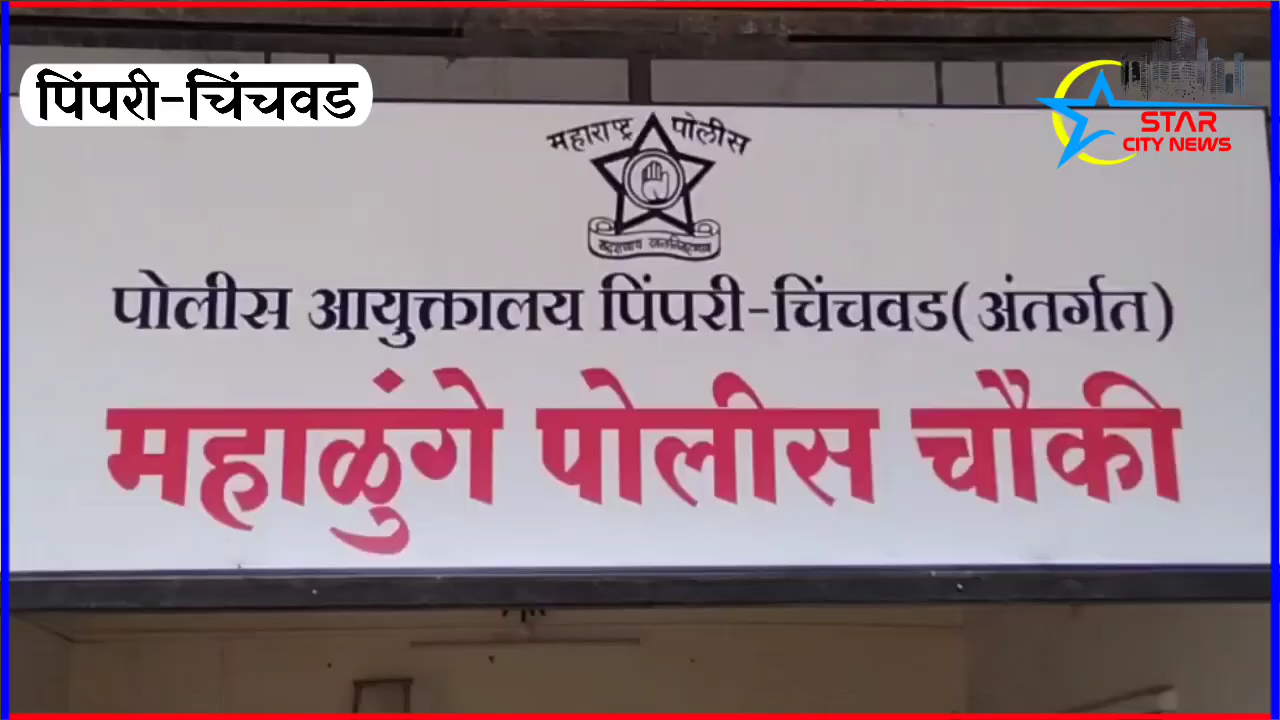 पिंपरी-चिंचवड
STAR
CITY NEWS
महाराष्ट्र पोलीस
पोलीस आयुक्तालय पिंपरी-चिंचवड(अंतर्गत)
महाळुंगे पोलीस चौकी